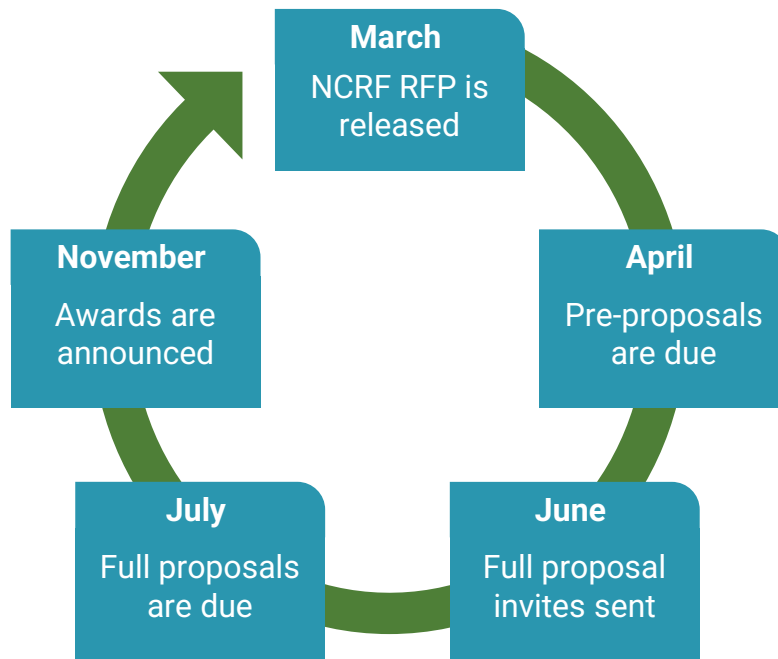 March
NCRF RFP is
released
April
Pre-proposals
are due
June
Full proposal
invites sent
July
Full proposals
are due
November
Awards are
announced